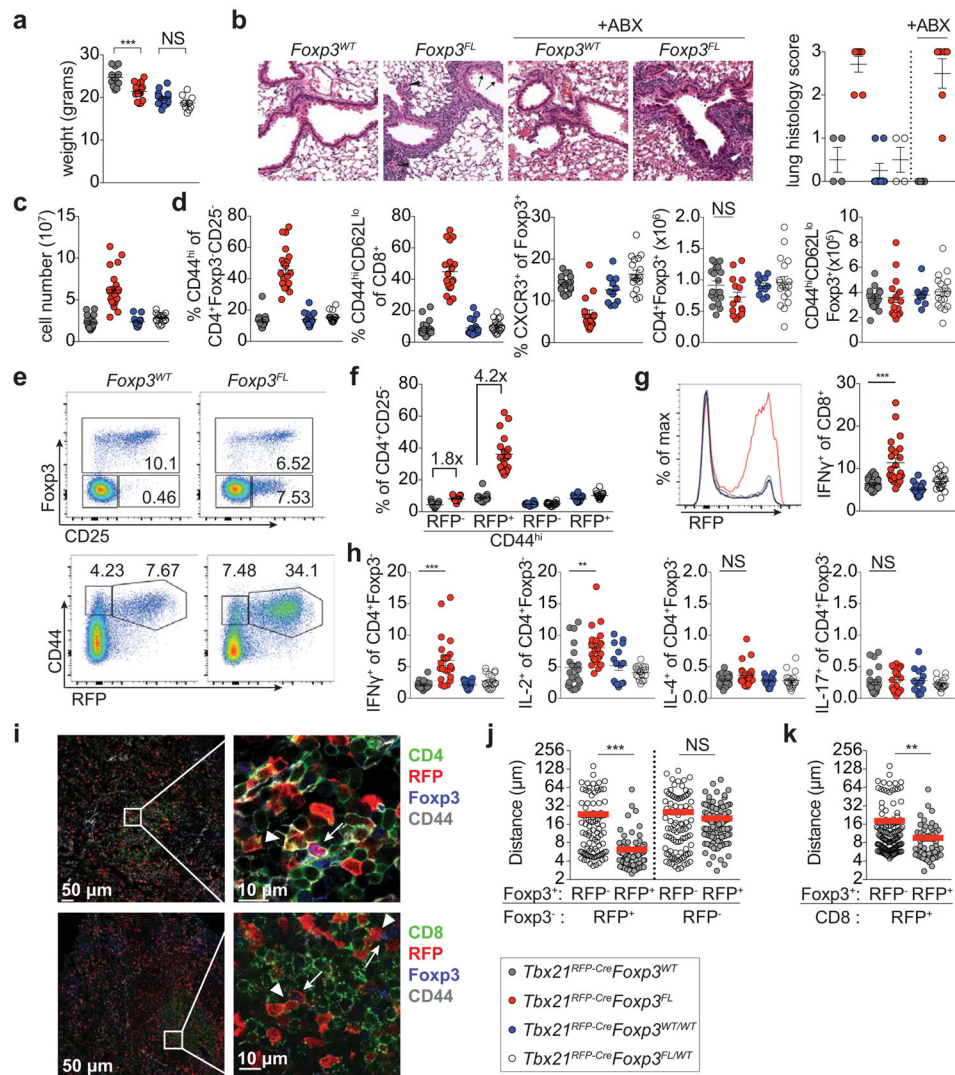 a
weight (grams)
30
20
10
0
***
NS
b
+ABX
Foxp3WT
Foxp3FL
Foxp3WT
Foxp3FL
lung histology score
3
2
1
0
+ABX
c
cell number (10⁷)
15
10
5
0
d
% CD44hi of
CD4+Foxp3-CD25-
80
60
40
20
0
% CD44hiCD62Llo
of CD8+
80
60
40
20
0
% CXCR3+ of Foxp3+
30
20
10
0
CD4+Foxp3+ (x10⁶)
NS
2.0
1.5
1.0
0.5
0
CD44hiCD62Llo
Foxp3+(x10⁵)
10
8
6
4
2
0
e
Foxp3WT
Foxp3FL
10.1
0.46
6.52
7.53
Foxp3
CD25
4.23
7.67
7.48
34.1
CD44
RFP
f
% of CD4+CD25-
80
60
40
20
0
1.8x
4.2x
RFP- RFP+ RFP- RFP+
CD44hi
g
% of max
RFP
IFNγ+ of CD8+
30
20
10
0
***
h
IFNγ+ of CD4+Foxp3-
20
15
10
5
0
***
IL-2+ of CD4+Foxp3-
20
15
10
5
0
**
IL-4+ of CD4+Foxp3-
2.0
1.5
1.0
0.5
0.0
NS
IL-17+ of CD4+Foxp3-
2.0
1.5
1.0
0.5
0.0
NS
i
50 µm
10 µm
CD4
RFP
Foxp3
CD44
50 µm
10 µm
CD8
RFP
Foxp3
CD44
j
Distance (µm)
256
128
64
32
16
8
4
2
***
NS
Foxp3+: RFP- RFP+ RFP- RFP+
Foxp3- : RFP+ RFP-
k
Distance (µm)
256
128
64
32
16
8
4
2
**
Foxp3+: RFP- RFP+
CD8 : RFP+
Tbx21RFP-CreFoxp3WT
Tbx21RFP-CreFoxp3FL
Tbx21RFP-CreFoxp3WT/WT
Tbx21RFP-CreFoxp3FL/WT